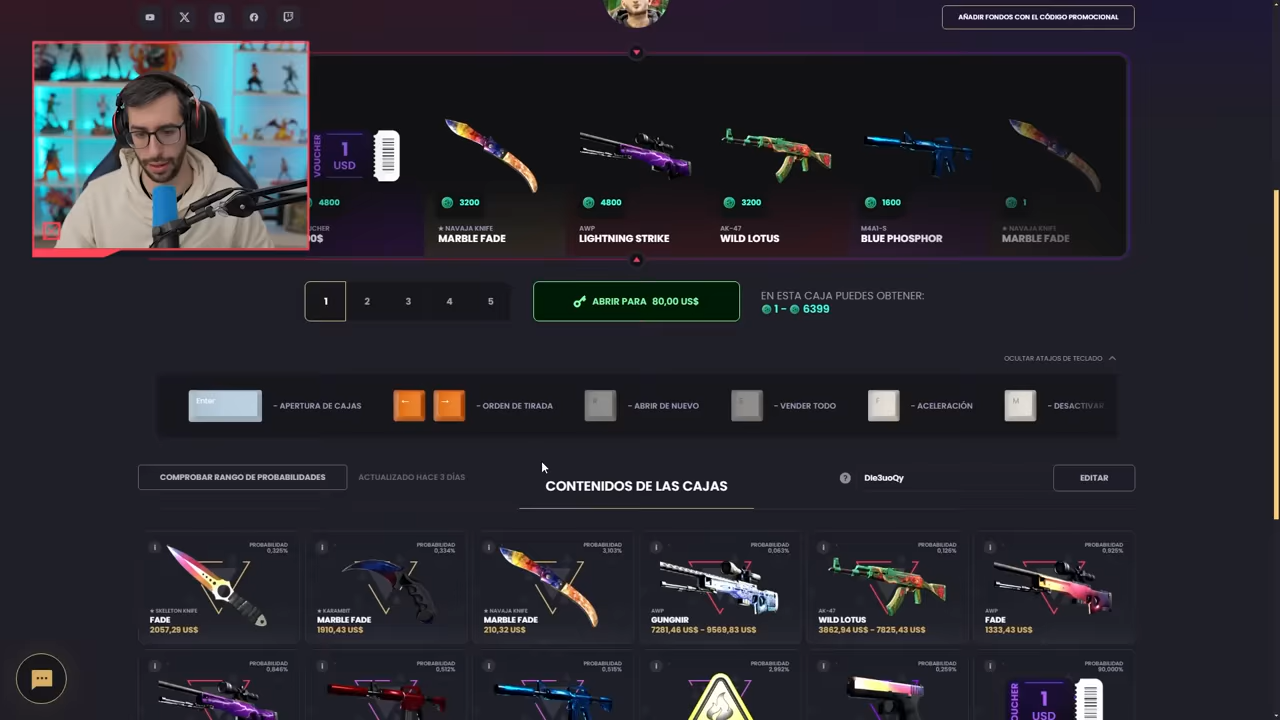 AÑADIR FONDOS CON EL CÓDIGO PROMOCIONAL
VOUCHER
1
USD
4800
3200
4800
3200
1600
1
★ NAVAJA KNIFE
MARBLE FADE
AWP
LIGHTNING STRIKE
AK-47
WILD LOTUS
M4A1-S
BLUE PHOSPHOR
★ NAVAJA KNIFE
MARBLE FADE
1
2
3
4
5
ABRIR PARA 80,00 US$
EN ESTA CAJA PUEDES OBTENER:
1 - 6399
OCULTAR ATAJOS DE TECLADO
Enter
- APERTURA DE CAJAS
←
→
- ORDEN DE TIRADA
- ABRIR DE NUEVO
- VENDER TODO
F
- ACELERACIÓN
M
- DESACTIVAR
COMPROBAR RANGO DE PROBABILIDADES
ACTUALIZADO HACE 3 DÍAS
CONTENIDOS DE LAS CAJAS
?
EDITAR
PROBABILIDAD
0,325%
★ SKELETON KNIFE
FADE
2057,29 US$
PROBABILIDAD
0,334%
★ KARAMBIT
MARBLE FADE
1910,43 US$
PROBABILIDAD
3,103%
★ NAVAJA KNIFE
MARBLE FADE
210,32 US$
PROBABILIDAD
0,063%
AWP
GUNGNIR
7281,46 US$ - 9569,83 US$
PROBABILIDAD
0,126%
AK-47
WILD LOTUS
3862,94 US$ - 7825,43 US$
PROBABILIDAD
0,925%
AWP
FADE
1333,43 US$
PROBABILIDAD
0,846%
PROBABILIDAD
0,512%
PROBABILIDAD
0,515%
PROBABILIDAD
2,992%
PROBABILIDAD
0,259%
PROBABILIDAD
90,000%
VOUCHER
1
USD